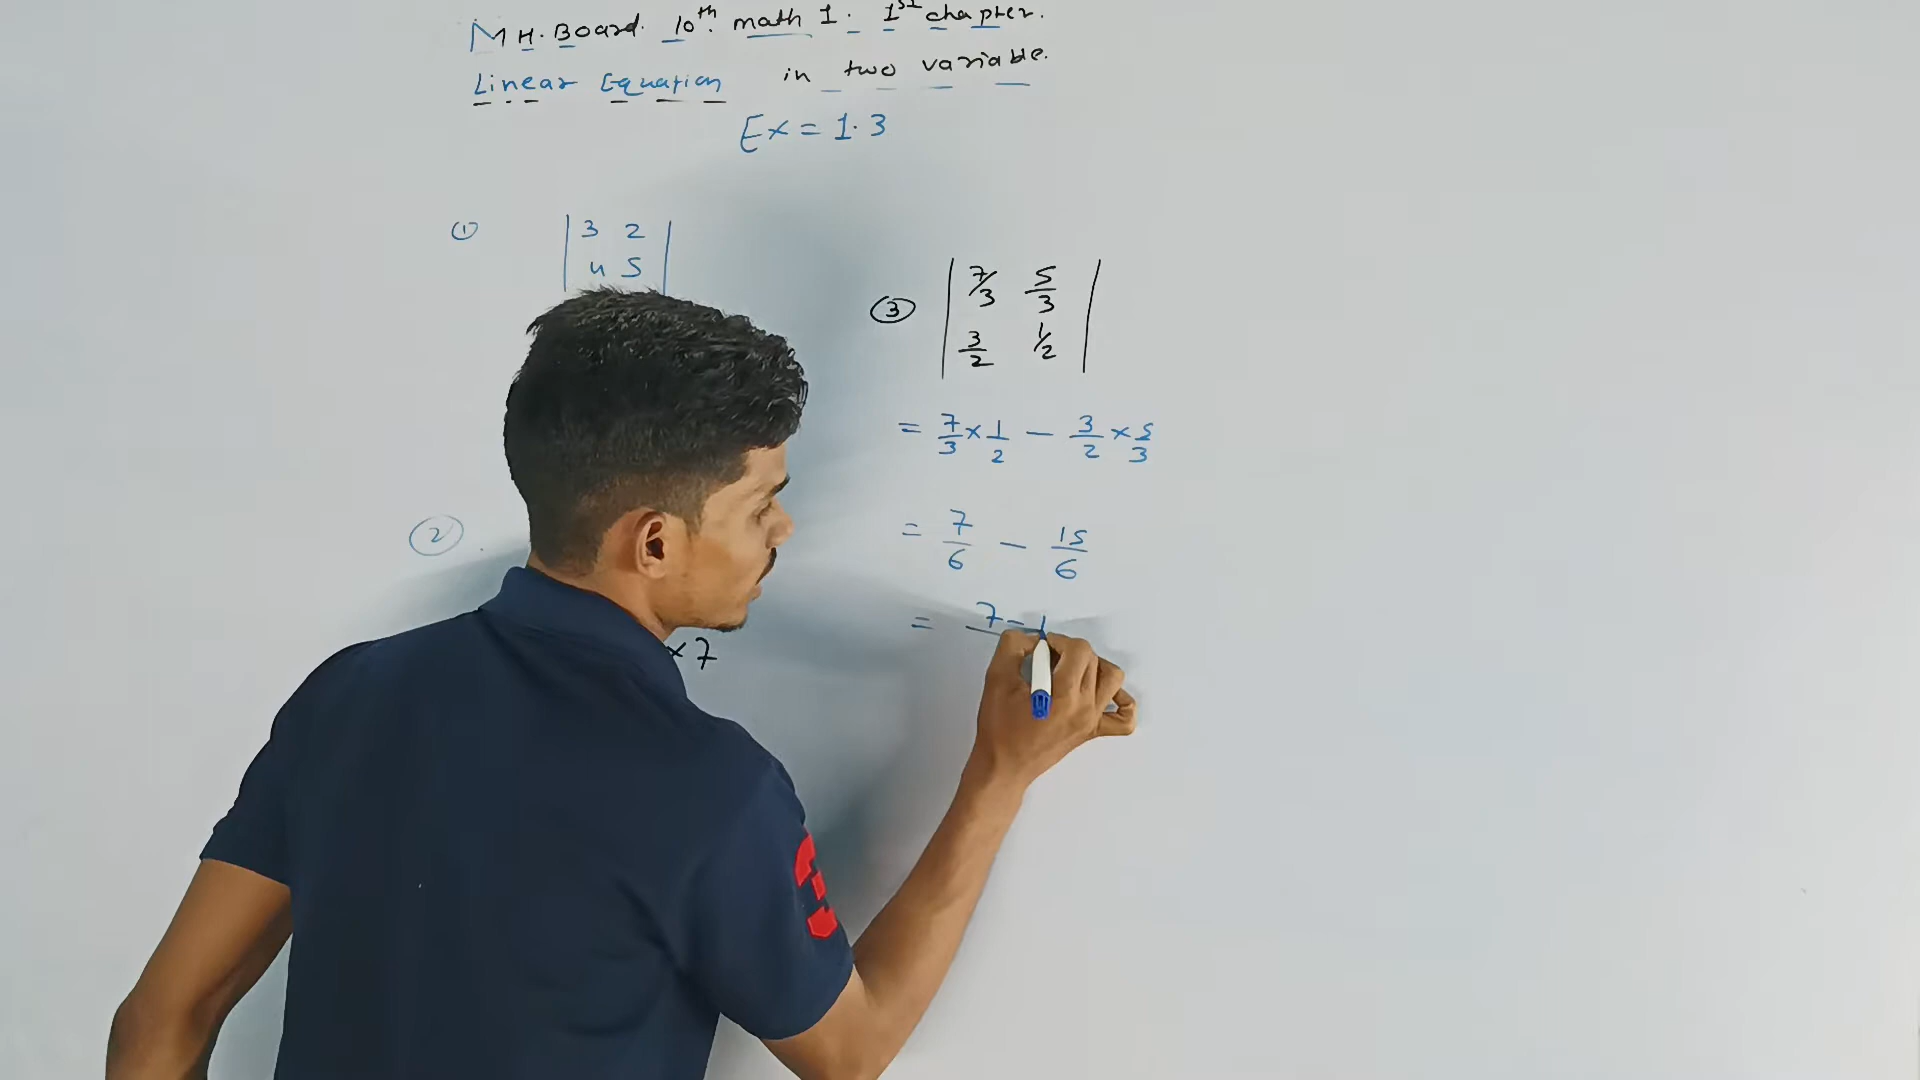 MH.Board. 10th. math 1. 1st chapter.
Linear Equation in two variable.
Ex = 1.3
① | 3 2 |
| 4 5 |
②
× 7
③ | 7/3 5/3 |
| 3/2 1/2 |
= 7/3 × 1/2 − 3/2 × 5/3
= 7/6 − 15/6
= 7 − 1